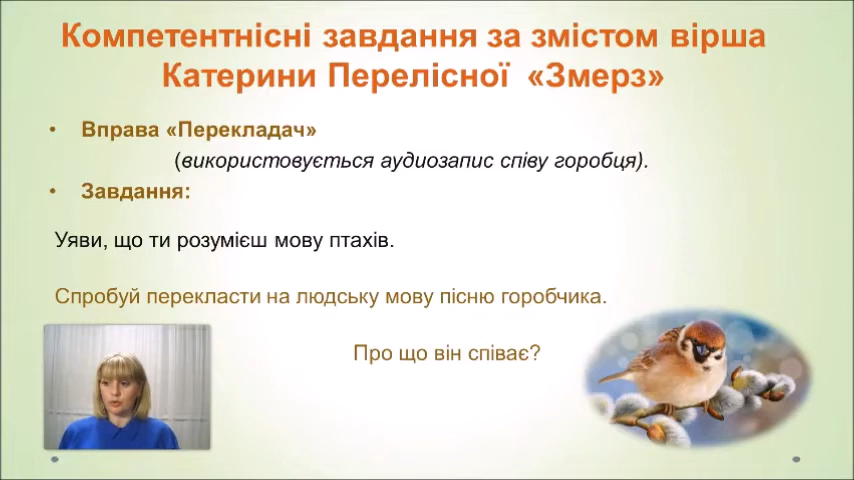 Компетентнісні завдання за змістом вірша
Катерини Перелісної «Змерз»
• Вправа «Перекладач»
(використовується аудиозапис співу горобця).
• Завдання:
Уяви, що ти розумієш мову птахів.
Спробуй перекласти на людську мову пісню горобчика.
Про що він співає?